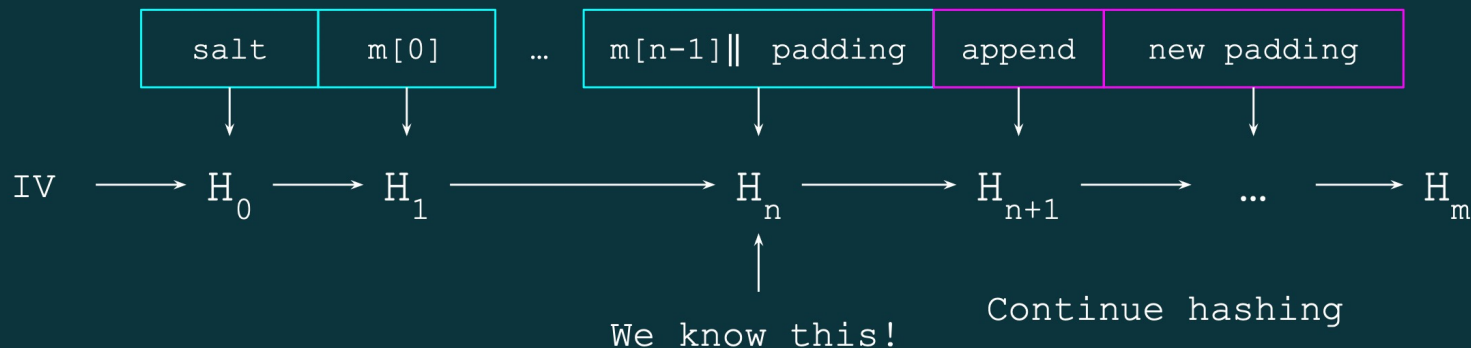 salt m[0] … m[n-1]‖ padding append new padding
IV H₀ H₁ Hₙ Hₙ₊₁ … Hₘ
We know this! Continue hashing